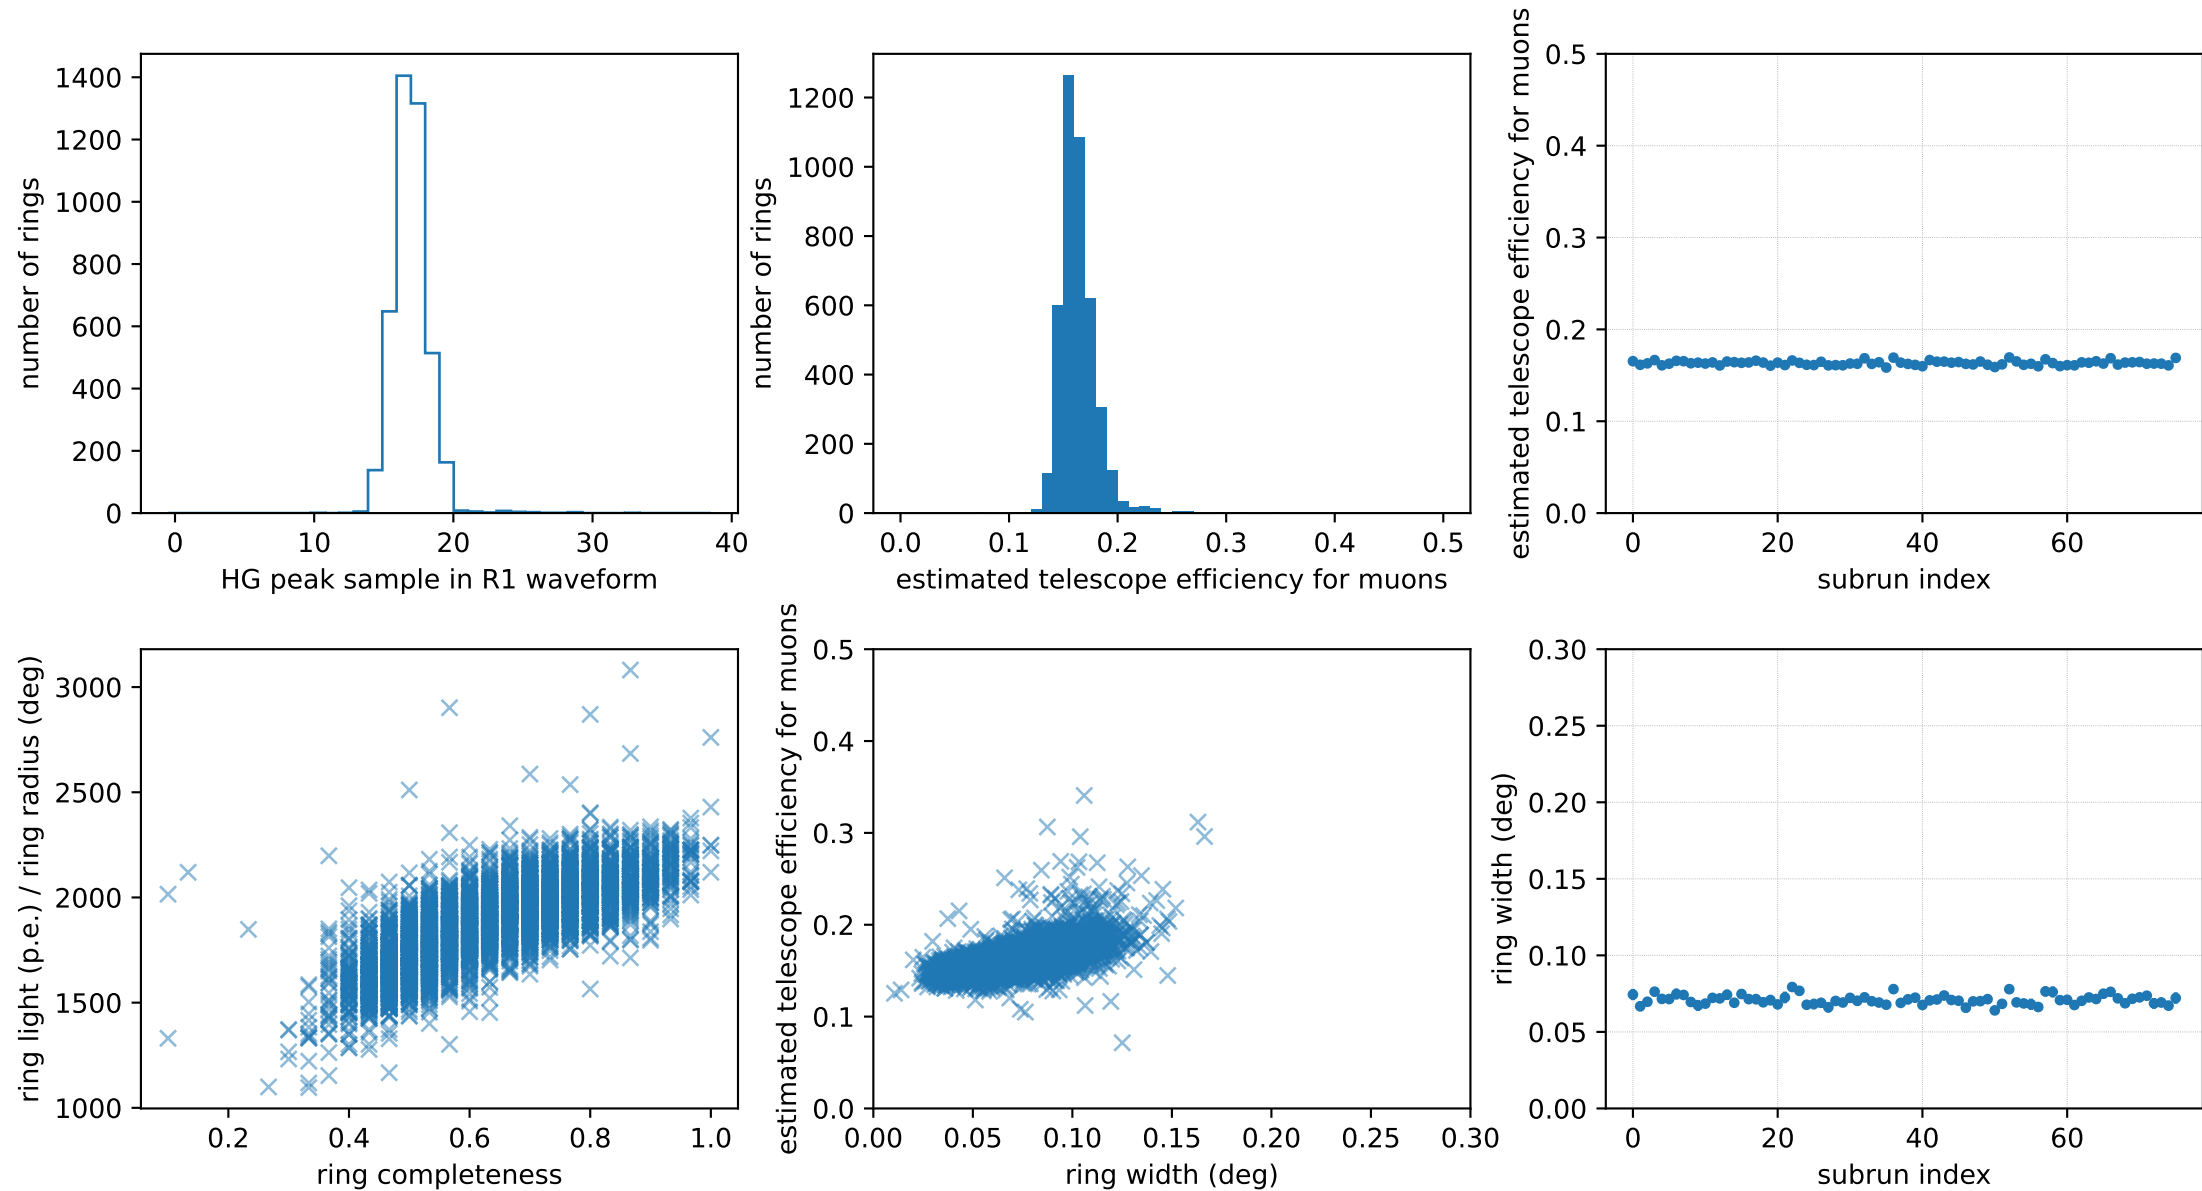 number of rings
1400
1200
1000
800
600
400
200
0
0 10 20 30 40
HG peak sample in R1 waveform
number of rings
1200
1000
800
600
400
200
0
0.0 0.1 0.2 0.3 0.4 0.5
estimated telescope efficiency for muons
estimated telescope efficiency for muons
0.5
0.4
0.3
0.2
0.1
0.0
0 20 40 60
subrun index
ring light (p.e.) / ring radius (deg)
3000
2500
2000
1500
1000
0.2 0.4 0.6 0.8 1.0
ring completeness
estimated telescope efficiency for muons
0.5
0.4
0.3
0.2
0.1
0.0
0.00 0.05 0.10 0.15 0.20 0.25 0.30
ring width (deg)
ring width (deg)
0.30
0.25
0.20
0.15
0.10
0.05
0.00
0 20 40 60
subrun index